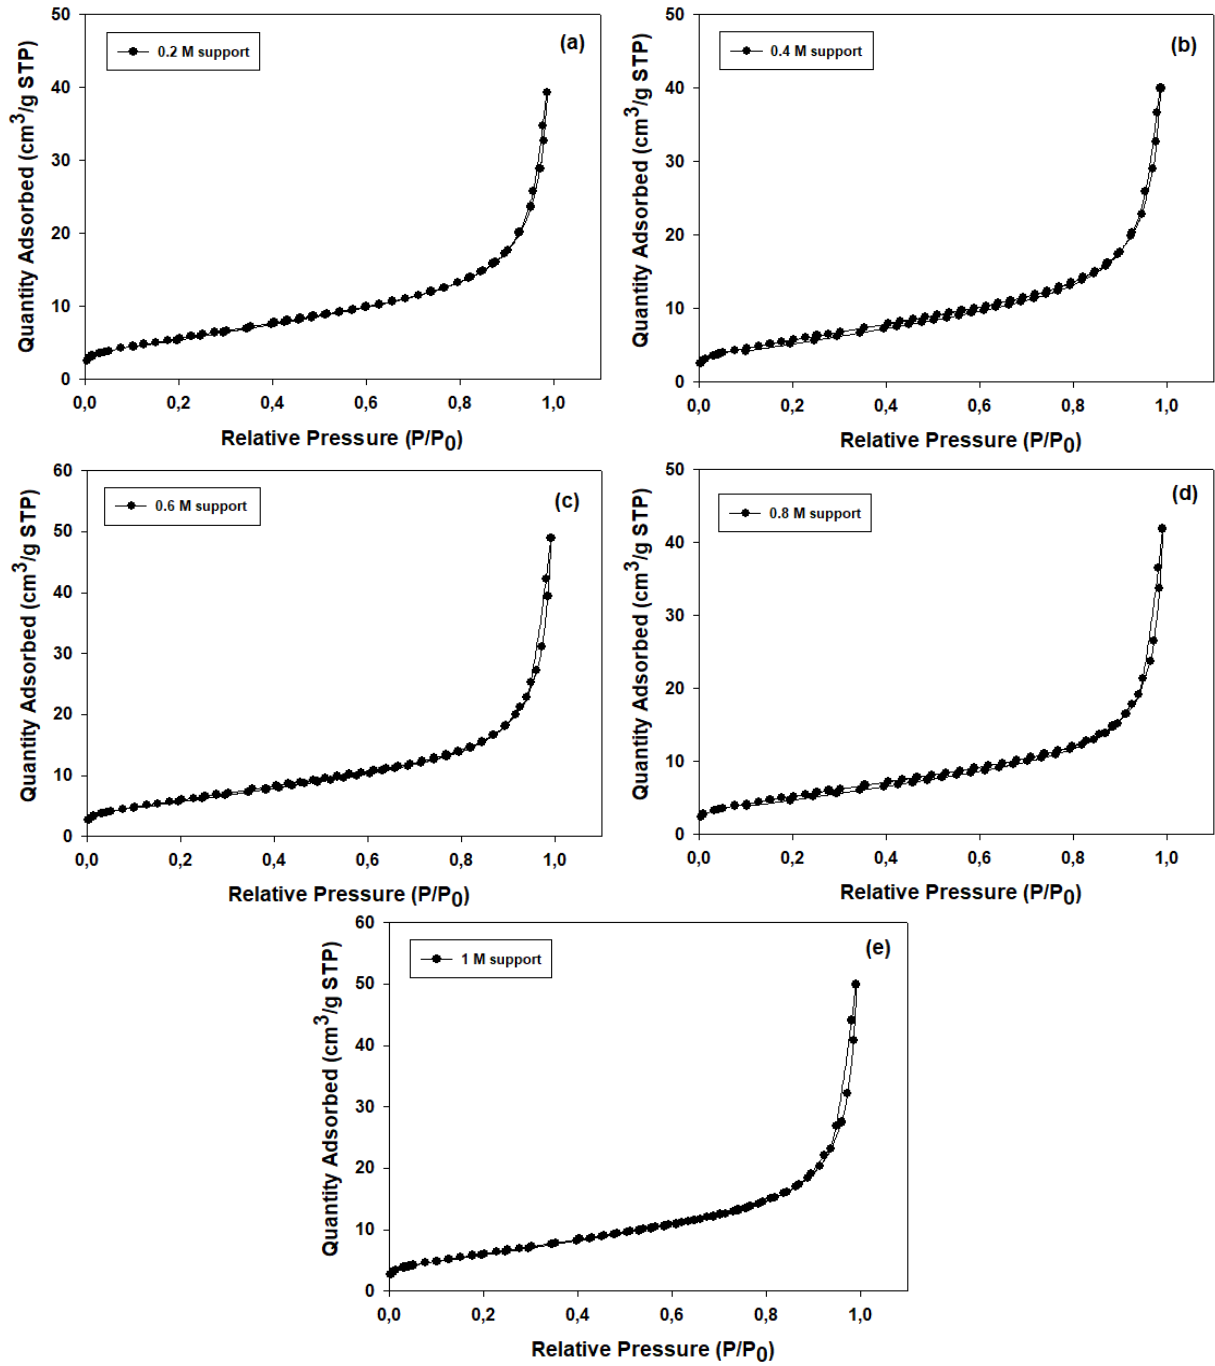 50
40
30
20
10
0
Quantity Adsorbed (cm³/g STP)
0.2 M support
(a)
0,0 0,2 0,4 0,6 0,8 1,0
Relative Pressure (P/P₀)
50
40
30
20
10
0
Quantity Adsorbed (cm³/g STP)
0.4 M support
(b)
0,0 0,2 0,4 0,6 0,8 1,0
Relative Pressure (P/P₀)
60
50
40
30
20
10
0
Quantity Adsorbed (cm³/g STP)
0.6 M support
(c)
0,0 0,2 0,4 0,6 0,8 1,0
Relative Pressure (P/P₀)
50
40
30
20
10
0
Quantity Adsorbed (cm³/g STP)
0.8 M support
(d)
0,0 0,2 0,4 0,6 0,8 1,0
Relative Pressure (P/P₀)
60
50
40
30
20
10
0
Quantity Adsorbed (cm³/g STP)
1 M support
(e)
0,0 0,2 0,4 0,6 0,8 1,0
Relative Pressure (P/P₀)